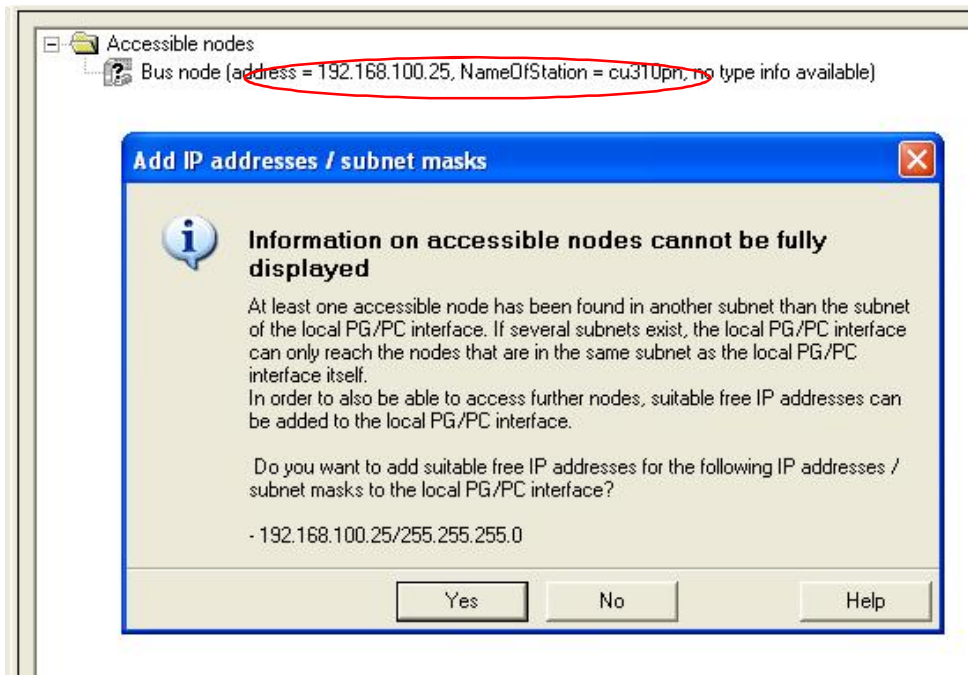 Accessible nodes
Bus node (address = 192.168.100.25, NameOfStation = cu310pn, no type info available)
Add IP addresses / subnet masks
Information on accessible nodes cannot be fully
displayed
At least one accessible node has been found in another subnet than the subnet
of the local PG/PC interface. If several subnets exist, the local PG/PC interface
can only reach the nodes that are in the same subnet as the local PG/PC
interface itself.
In order to also be able to access further nodes, suitable free IP addresses can
be added to the local PG/PC interface.
Do you want to add suitable free IP addresses for the following IP addresses /
subnet masks to the local PG/PC interface?
- 192.168.100.25/255.255.255.0
Yes No Help